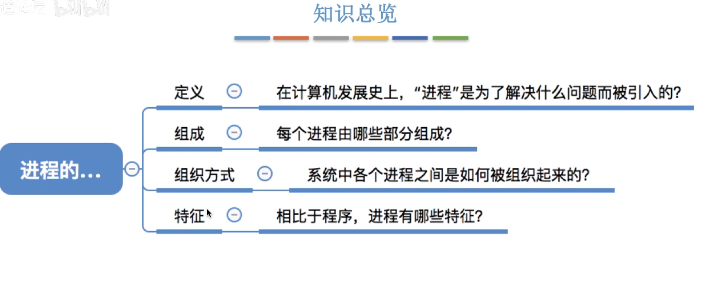 知识总览
定义
在计算机发展史上，“进程”是为了解决什么问题而被引入的？
组成
每个进程由哪些部分组成？
进程的...
组织方式
系统中各个进程之间是如何被组织起来的？
特征
相比于程序，进程有哪些特征？